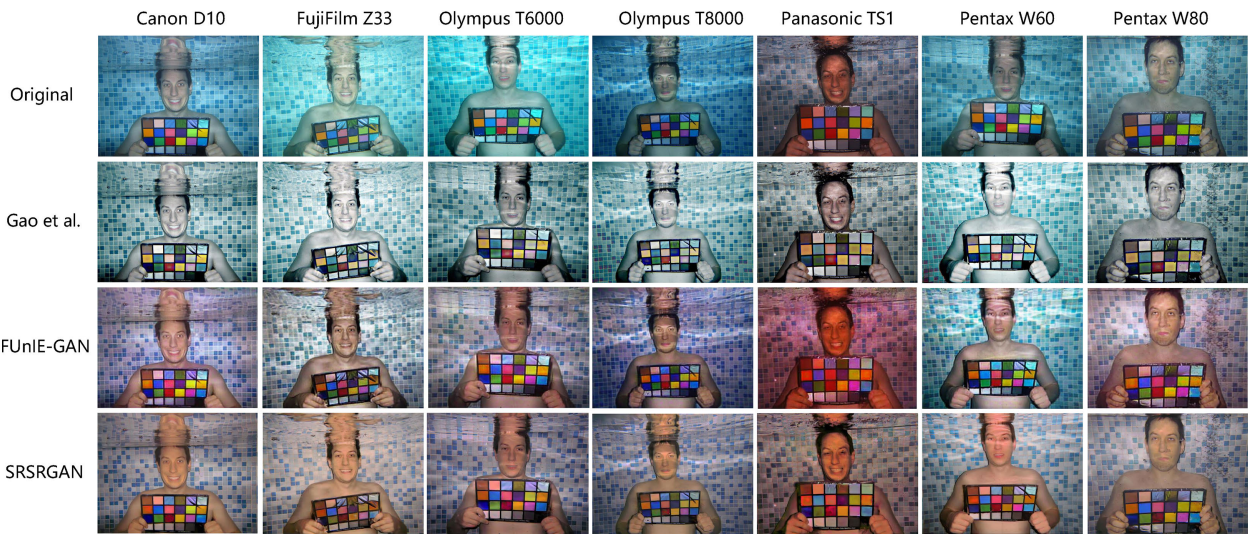 Canon D10 FujiFilm Z33 Olympus T6000 Olympus T8000 Panasonic TS1 Pentax W60 Pentax W80
Original
Gao et al.
FUnIE-GAN
SRSRGAN